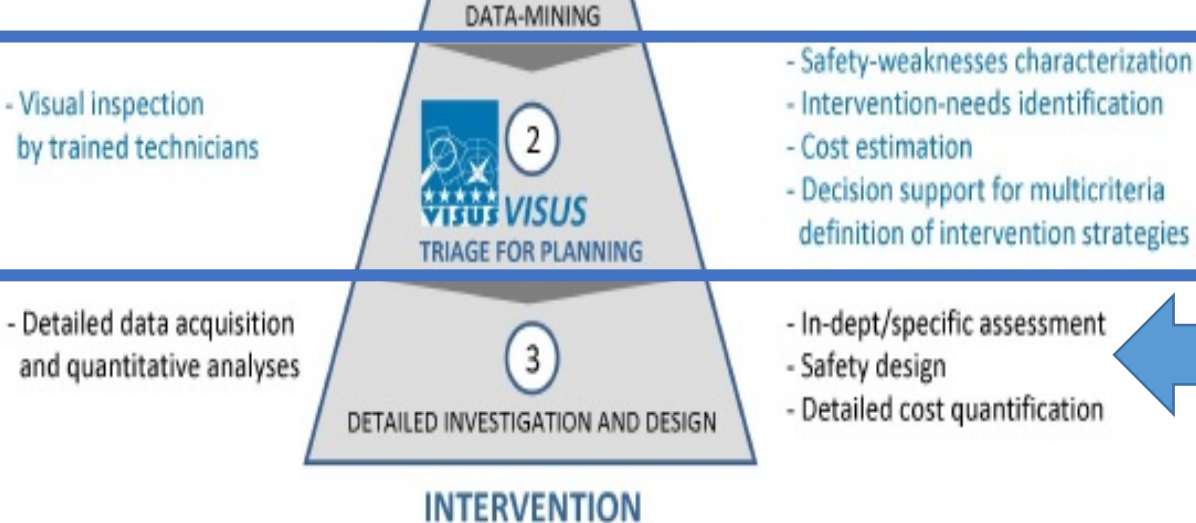 DATA-MINING
- Visual inspection
by trained technicians
2
VISUS VISUS
TRIAGE FOR PLANNING
- Safety-weaknesses characterization
- Intervention-needs identification
- Cost estimation
- Decision support for multicriteria
definition of intervention strategies
- Detailed data acquisition
and quantitative analyses
3
DETAILED INVESTIGATION AND DESIGN
- In-dept/specific assessment
- Safety design
- Detailed cost quantification
INTERVENTION